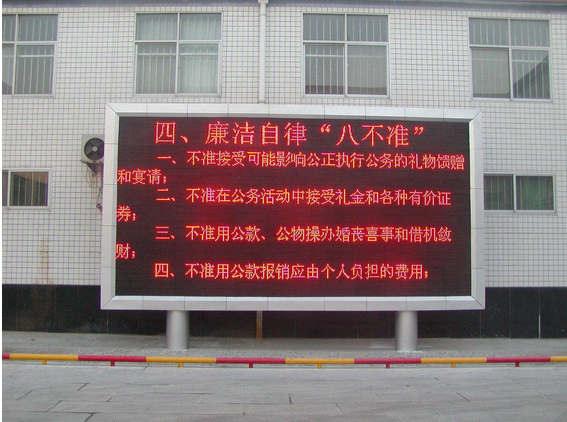 四、廉洁自律“八不准”
一、不准接受可能影响公正执行公务的礼物馈赠
和宴请；
二、不准在公务活动中接受礼金和各种有价证
券；
三、不准用公款、公物操办婚丧喜事和借机敛
财；
四、不准用公款报销应由个人负担的费用；